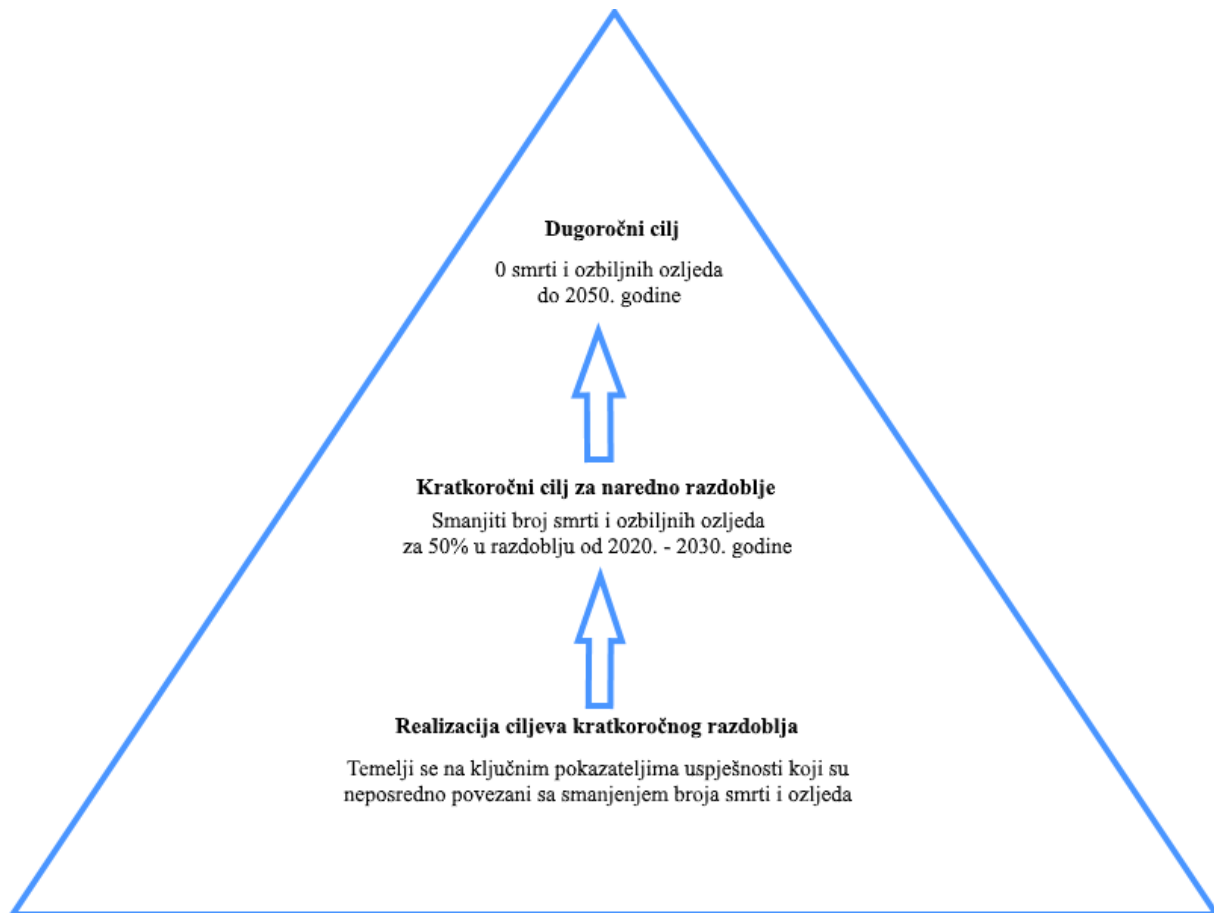 Dugoročni cilj
0 smrti i ozbiljnih ozljeda
do 2050. godine
Kratkoročni cilj za naredno razdoblje
Smanjiti broj smrti i ozbiljnih ozljeda
za 50% u razdoblju od 2020. - 2030. godine
Realizacija ciljeva kratkoročnog razdoblja
Temelji se na ključnim pokazateljima uspješnosti koji su
neposredno povezani sa smanjenjem broja smrti i ozljeda